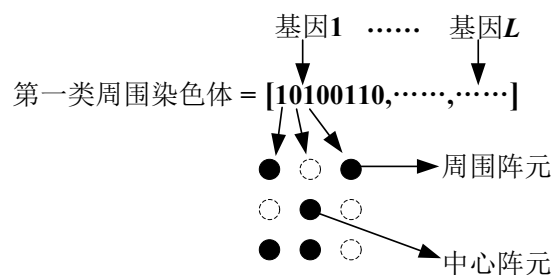 基因1 …… 基因L
第一类周围染色体 = [10100110,……,……]
周围阵元
中心阵元